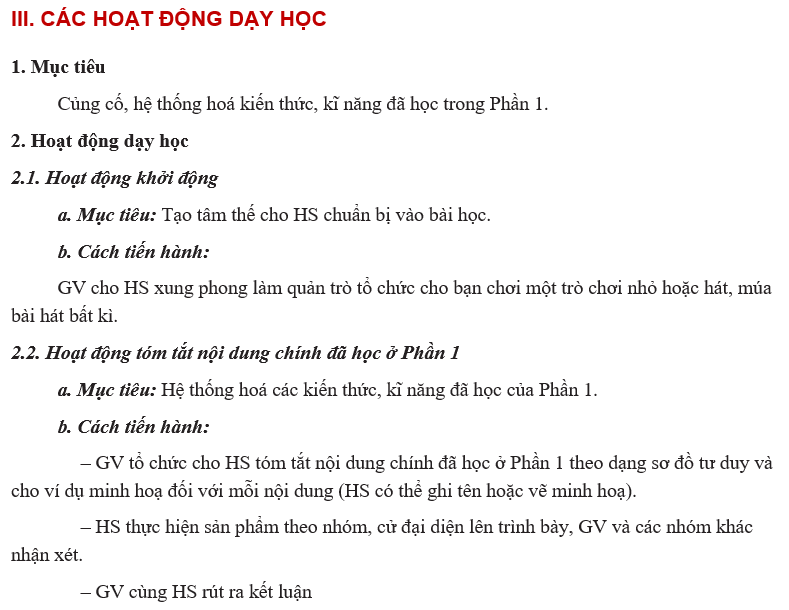 III. CÁC HOẠT ĐỘNG DẠY HỌC
1. Mục tiêu
Củng cố, hệ thống hoá kiến thức, kĩ năng đã học trong Phần 1.
2. Hoạt động dạy học
2.1. Hoạt động khởi động
a. Mục tiêu: Tạo tâm thế cho HS chuẩn bị vào bài học.
b. Cách tiến hành:
GV cho HS xung phong làm quản trò tổ chức cho bạn chơi một trò chơi nhỏ hoặc hát, múa
bài hát bất kì.
2.2. Hoạt động tóm tắt nội dung chính đã học ở Phần 1
a. Mục tiêu: Hệ thống hoá các kiến thức, kĩ năng đã học của Phần 1.
b. Cách tiến hành:
– GV tổ chức cho HS tóm tắt nội dung chính đã học ở Phần 1 theo dạng sơ đồ tư duy và
cho ví dụ minh hoạ đối với mỗi nội dung (HS có thể ghi tên hoặc vẽ minh hoạ).
– HS thực hiện sản phẩm theo nhóm, cử đại diện lên trình bày, GV và các nhóm khác
nhận xét.
– GV cùng HS rút ra kết luận